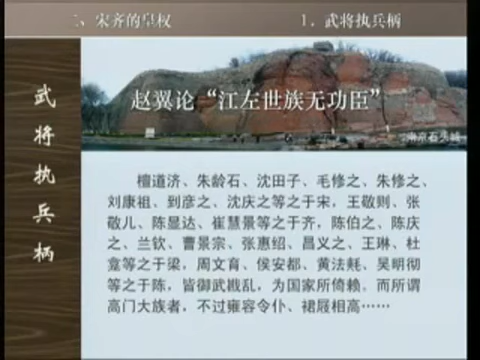 二、宋齐的皇权
1．武将执兵柄
武将执兵柄
赵翼论“江左世族无功臣”
南京石头城
檀道济、朱龄石、沈田子、毛修之、朱修之、
刘康祖、到彦之、沈庆之等之于宋，王敬则、张
敬儿、陈显达、崔慧景等之于齐，陈伯之、陈庆
之、兰钦、曹景宗、张惠绍、昌义之、王琳、杜
龛等之于梁，周文育、侯安都、黄法𣰰、吴明彻
等之于陈，皆御武戡乱，为国家所倚赖。而所谓
高门大族者，不过雍容令仆、裙屐相高……